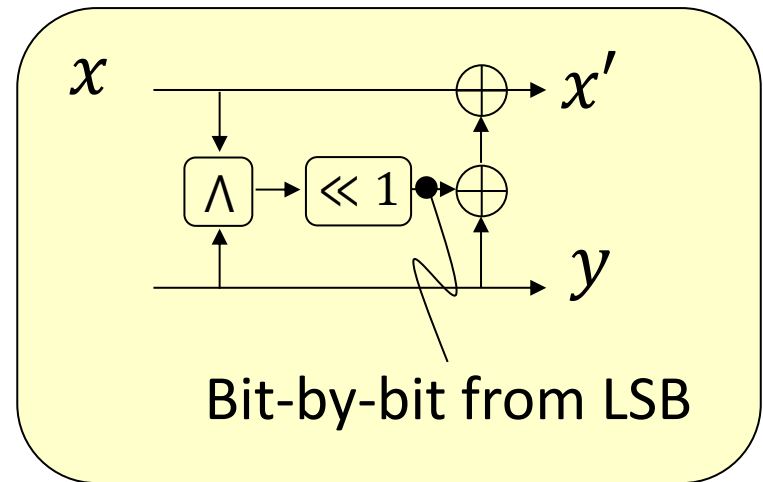 x x′
∧ ≪ 1
y
Bit-by-bit from LSB